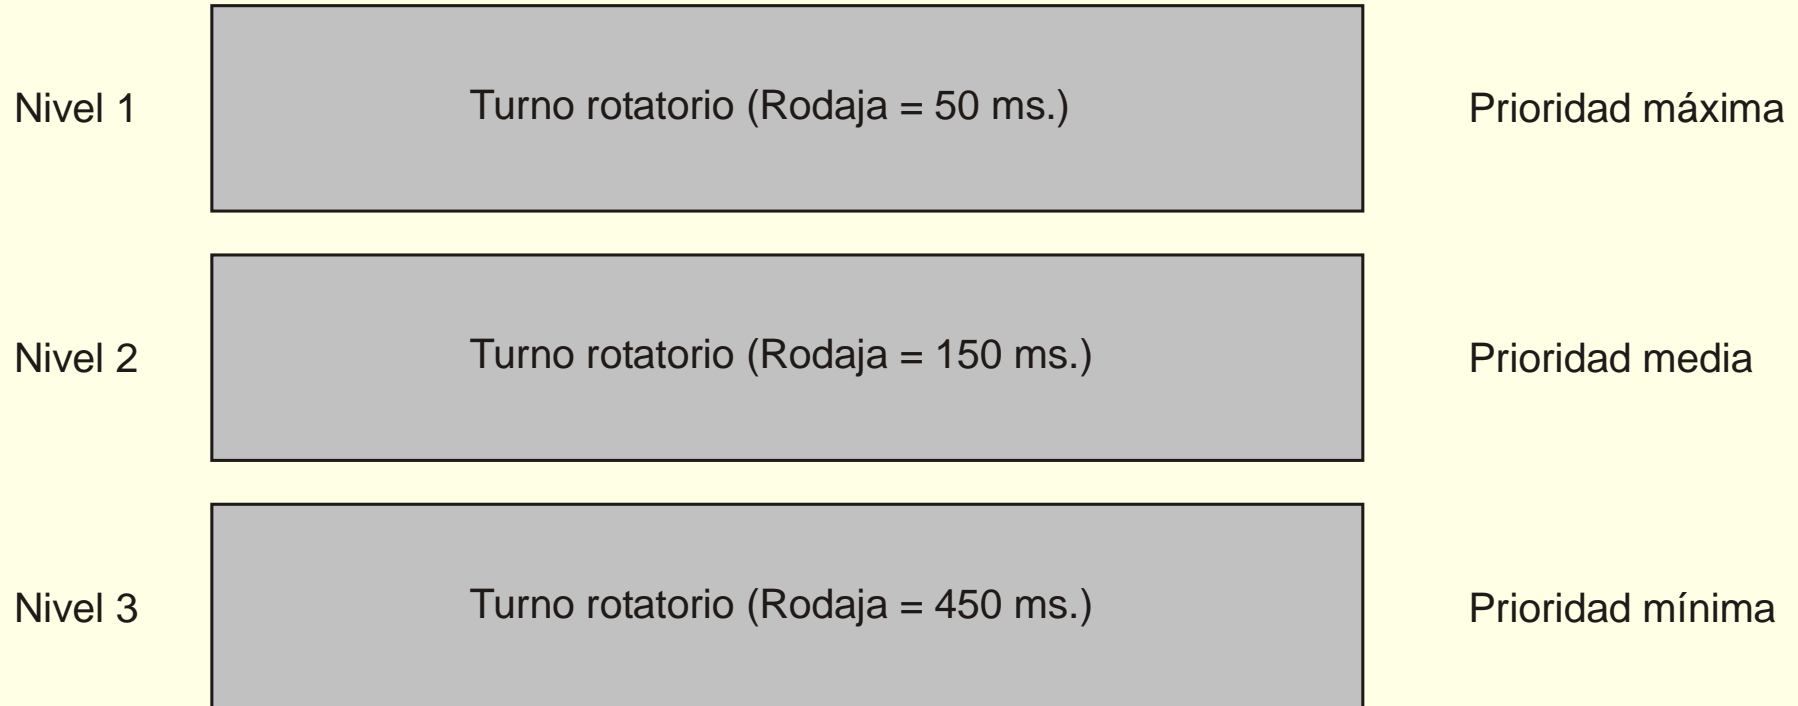 Nivel 1 Turno rotatorio (Rodaja = 50 ms.) Prioridad máxima
Nivel 2 Turno rotatorio (Rodaja = 150 ms.) Prioridad media
Nivel 3 Turno rotatorio (Rodaja = 450 ms.) Prioridad mínima